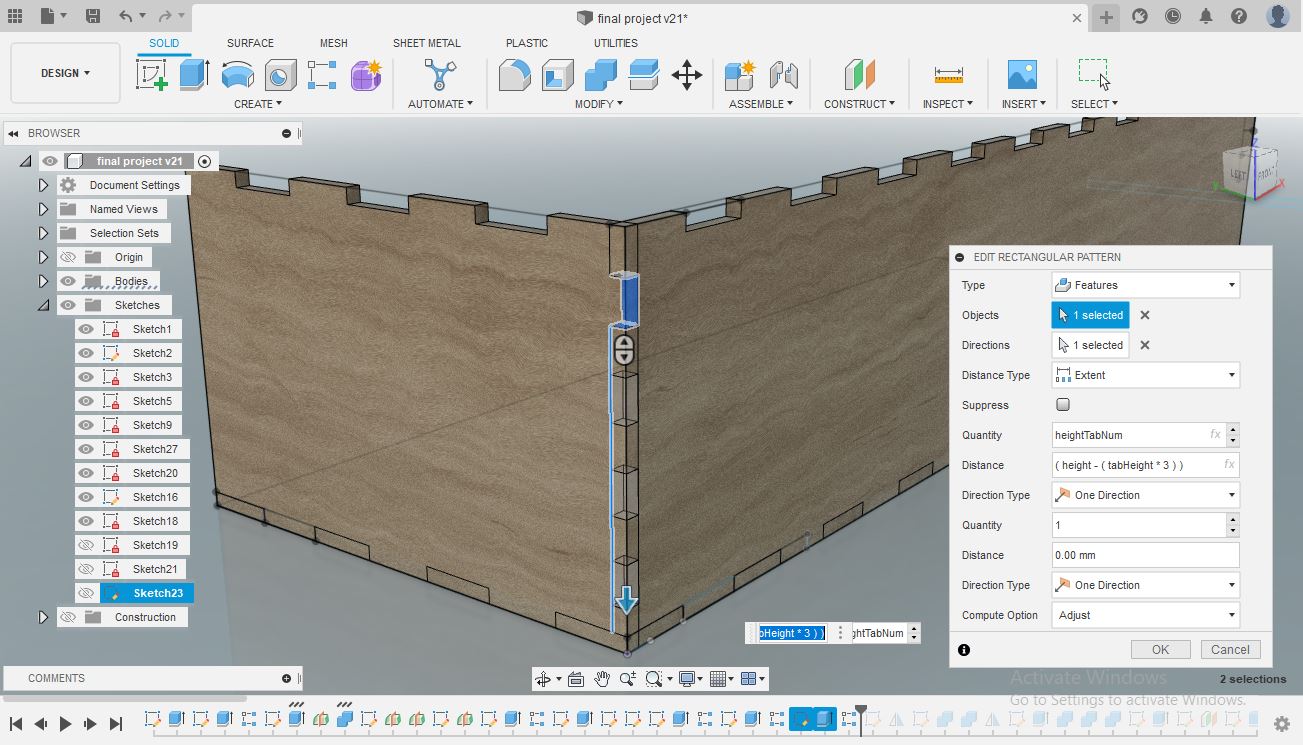 final project v21*
SOLID SURFACE MESH SHEET METAL PLASTIC UTILITIES
DESIGN
CREATE AUTOMATE MODIFY ASSEMBLE CONSTRUCT INSPECT INSERT SELECT
BROWSER
final project v21
Document Settings
Named Views
Selection Sets
Origin
Bodies
Sketches
Sketch1
Sketch2
Sketch3
Sketch5
Sketch9
Sketch27
Sketch20
Sketch16
Sketch18
Sketch19
Sketch21
Sketch23
Construction
COMMENTS
Z
LEFT FRONT
Y X
EDIT RECTANGULAR PATTERN
Type Features
Objects 1 selected
Directions 1 selected
Distance Type Extent
Suppress
Quantity heightTabNum fx
Distance ( height - ( tabHeight * 3 ) ) fx
Direction Type One Direction
Quantity 1
Distance 0.00 mm
Direction Type One Direction
Compute Option Adjust
OK Cancel
bHeight * 3 ) ) ghtTabNum
2 selections
Activate Windows
Go to Settings to activate Windows.